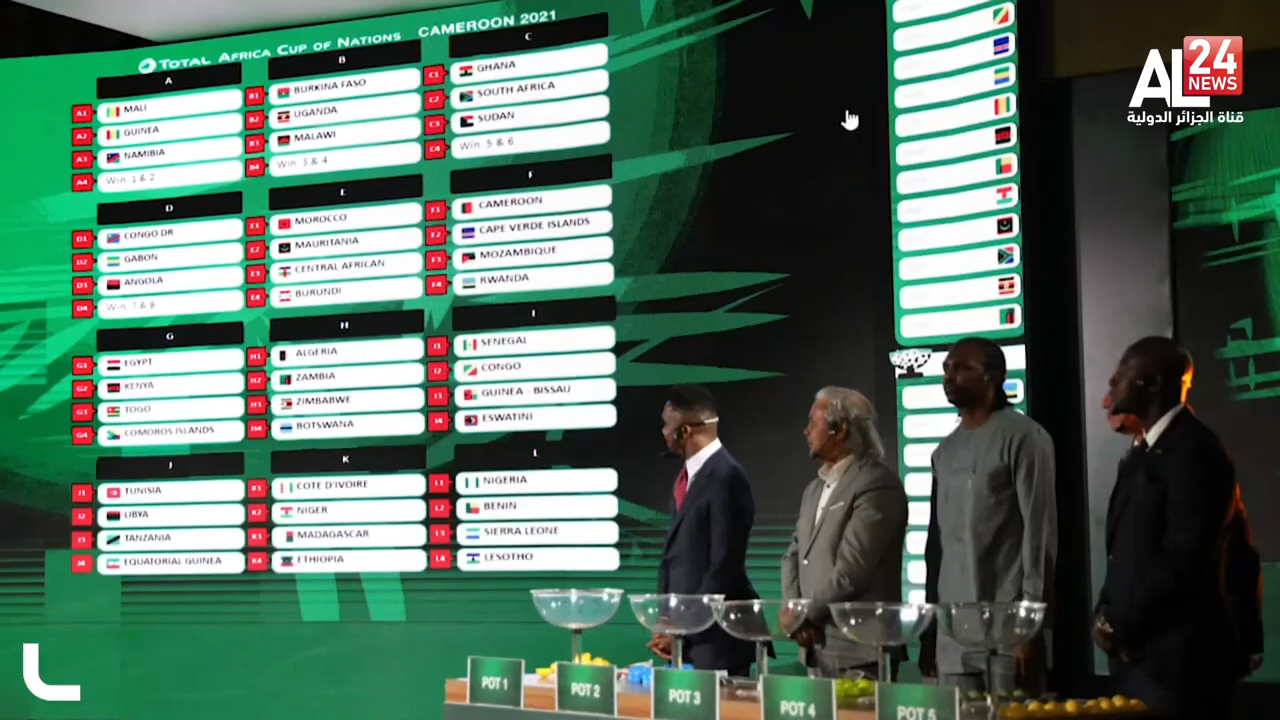 TOTAL AFRICA CUP OF NATIONS CAMEROON 2021
A
A1 MALI
A2 GUINEA
A3 NAMIBIA
A4 Win. 1 & 2
B
B1 BURKINA FASO
B2 UGANDA
B3 MALAWI
B4 Win. 3 & 4
C
C1 GHANA
C2 SOUTH AFRICA
C3 SUDAN
C4 Win. 5 & 6
D
D1 CONGO DR
D2 GABON
D3 ANGOLA
D4 Win. 7 & 8
E
E1 MOROCCO
E2 MAURITANIA
E3 CENTRAL AFRICAN
E4 BURUNDI
F
F1 CAMEROON
F2 CAPE VERDE ISLANDS
F3 MOZAMBIQUE
F4 RWANDA
G
G1 EGYPT
G2 KENYA
G3 TOGO
G4 COMOROS ISLANDS
H
H1 ALGERIA
H2 ZAMBIA
H3 ZIMBABWE
H4 BOTSWANA
I
I1 SENEGAL
I2 CONGO
I3 GUINEA - BISSAU
I4 ESWATINI
J
J1 TUNISIA
J2 LIBYA
J3 TANZANIA
J4 EQUATORIAL GUINEA
K
K1 COTE D'IVOIRE
K2 NIGER
K3 MADAGASCAR
K4 ETHIOPIA
L
L1 NIGERIA
L2 BENIN
L3 SIERRA LEONE
L4 LESOTHO
AL 24 NEWS
قناة الجزائر الدولية
POT 1
POT 2
POT 3
POT 4
POT 5